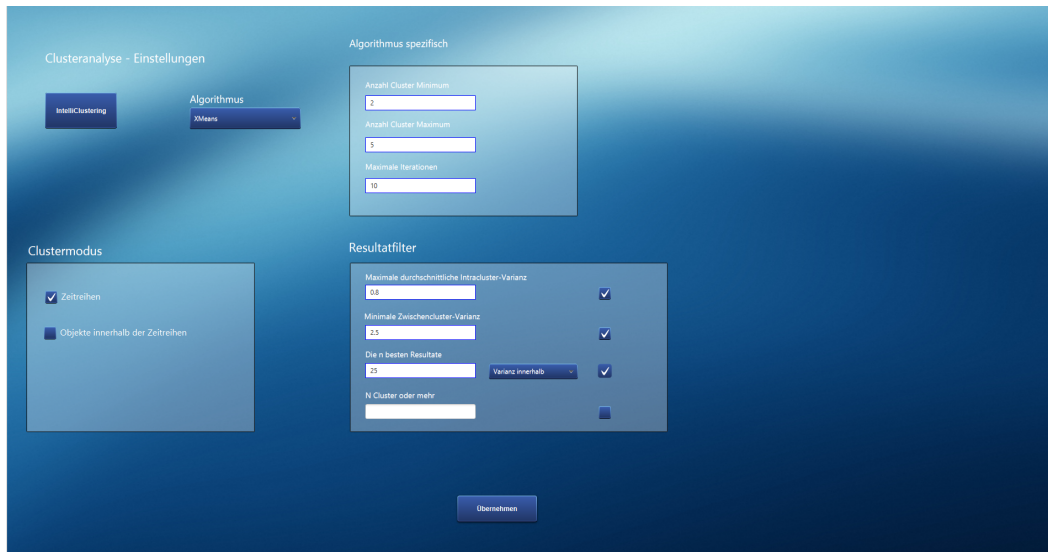 Clusteranalyse - Einstellungen
IntelliClustering
Algorithmus
XMeans
Algorithmus spezifisch
Anzahl Cluster Minimum
2
Anzahl Cluster Maximum
5
Maximale Iterationen
10
Clustermodus
Zeitreihen
Objekte innerhalb der Zeitreihen
Resultatfilter
Maximale durchschnittliche Intracluster-Varianz
0.8
Minimale Zwischencluster-Varianz
2.5
Die n besten Resultate
25 Varianz innerhalb
N Cluster oder mehr
Übernehmen